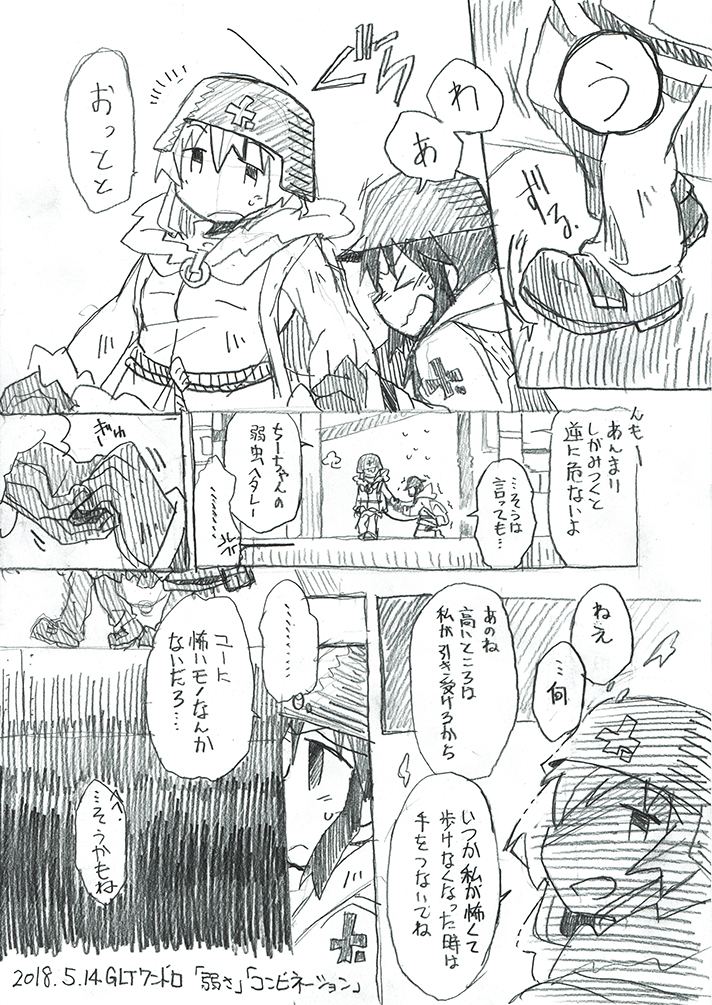 う
ずる
ぐら
わ
あ
おっとと
んもー
あんまり
しがみつくと
逆に危ないよ
…そうは
言っても…
ちーちゃんの
弱虫ヘタレー
………
ぎゅ
ねえ
…何
あのね
高いところは
私が引き受けるから
いつか私が怖くて
歩けなくなった時は
手をつないでね
………
ユーに
怖いモノなんか
ないだろ……
…そうかもね
2018.5.14 GLTワンドロ 「弱さ」「コンビネーション」